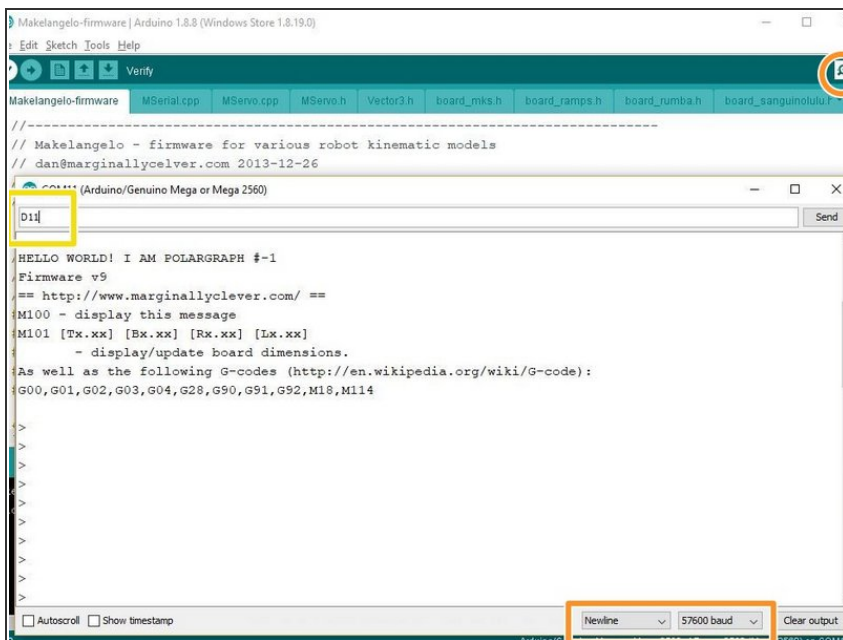 Makelangelo-firmware | Arduino 1.8.8 (Windows Store 1.8.19.0)
Edit Sketch Tools Help
Verify
Makelangelo-firmware MSerial.cpp MServo.cpp MServo.h Vector3.h board_mks.h board_ramps.h board_rumba.h board_sanguinolulu.h
//------------------------------------------------------------------------------
// Makelangelo - firmware for various robot kinematic models
// dan@marginallycelver.com 2013-12-26
COM11 (Arduino/Genuino Mega or Mega 2560)
D11
Send
HELLO WORLD! I AM POLARGRAPH #-1
Firmware v9
== http://www.marginallyclever.com/ ==
M100 - display this message
M101 [Tx.xx] [Bx.xx] [Rx.xx] [Lx.xx]
- display/update board dimensions.
As well as the following G-codes (http://en.wikipedia.org/wiki/G-code):
G00,G01,G02,G03,G04,G28,G90,G91,G92,M18,M114
>
>
>
>
>
>
>
>
>
>
Autoscroll Show timestamp Newline 57600 baud Clear output